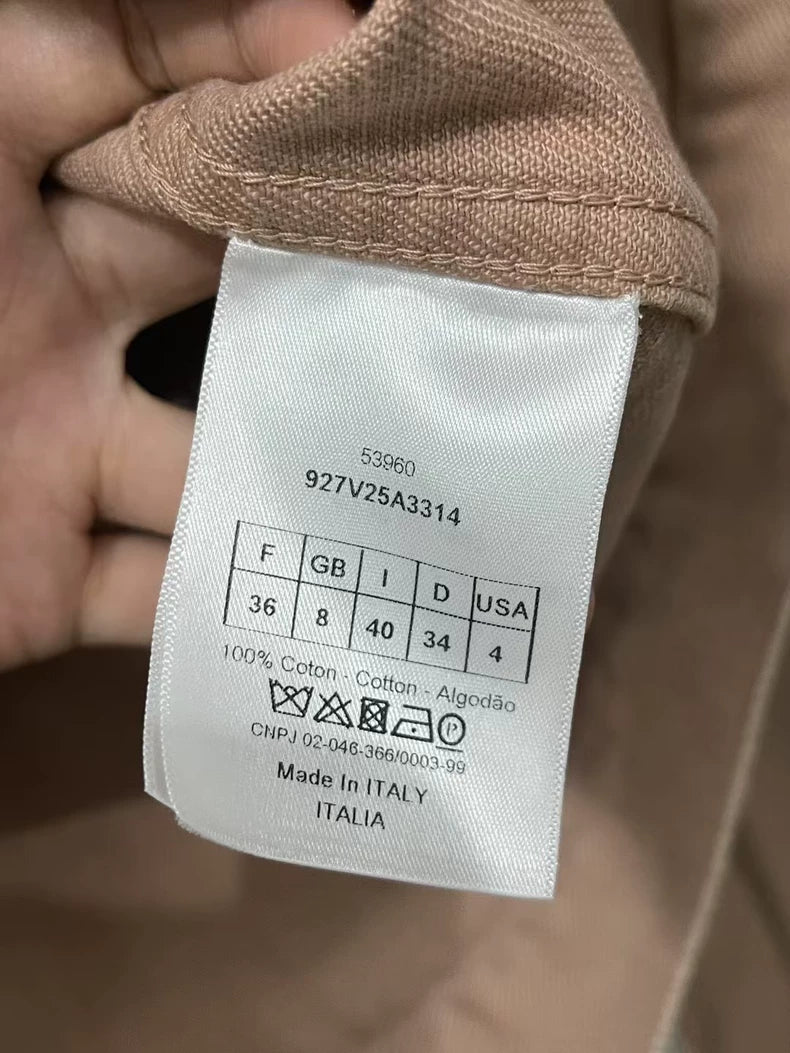 53960
927V25A3314
F GB I D USA
36 8 40 34 4
100% Coton - Cotton - Algodão
P
CNPJ 02-046-366/0003-99
Made In ITALY
ITALIA